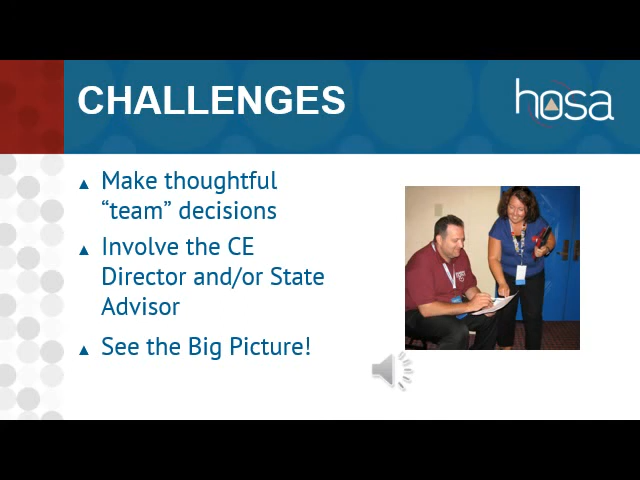 CHALLENGES
hosa
Make thoughtful
“team” decisions
Involve the CE
Director and/or State
Advisor
See the Big Picture!